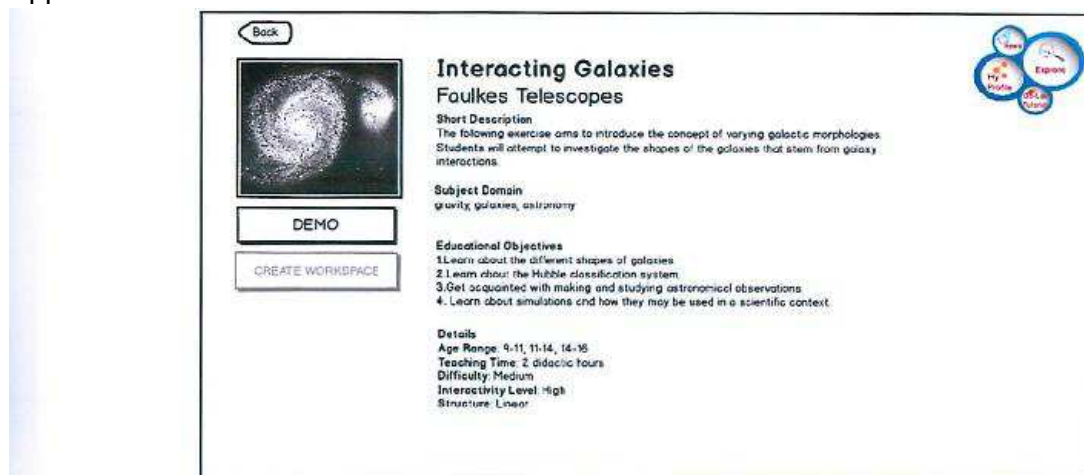 Back
Interacting Galaxies
Faulkes Telescopes
Short Description
The following exercise aims to introduce the concept of varying galactic morphologies.
Students will attempt to investigate the shapes of the galaxies that stem from galaxy
interactions.
Subject Domain
gravity, galaxies, astronomy
DEMO
CREATE WORKSPACE
Educational Objectives
1.Learn about the different shapes of galaxies
2.Learn about the Hubble classification system
3.Get acquainted with making and studying astronomical observations
4. Learn about simulations and how they may be used in a scientific context
Details
Age Range: 9-11, 11-14, 14-16
Teaching Time: 2 didactic hours
Difficulty: Medium
Interactivity Level: High
Structure: Linear
Explore
My
Profile